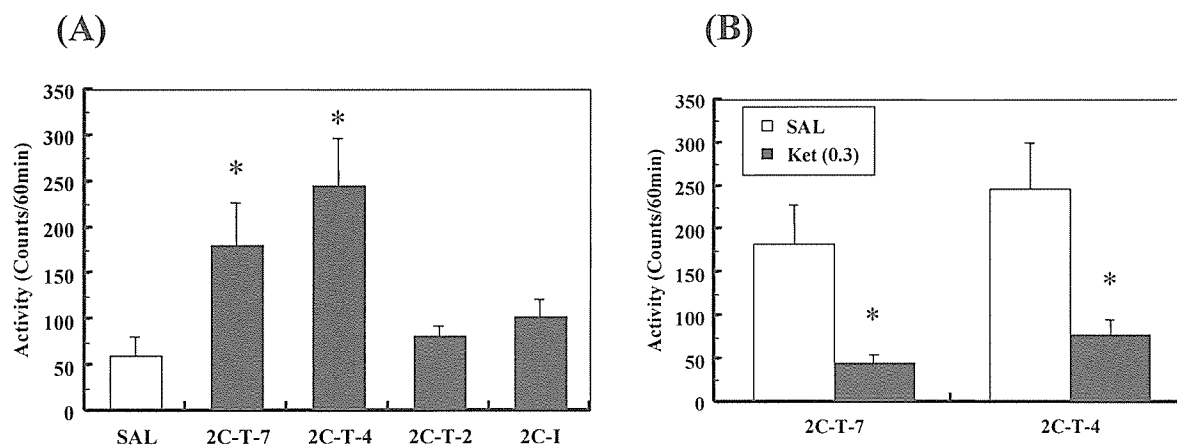 (A)
Activity (Counts/60min)
350
300
250
200
150
100
50
0
*
*
SAL 2C-T-7 2C-T-4 2C-T-2 2C-I
(B)
Activity (Counts/60min)
350
300
250
200
150
100
50
0
SAL
Ket (0.3)
*
*
2C-T-7 2C-T-4